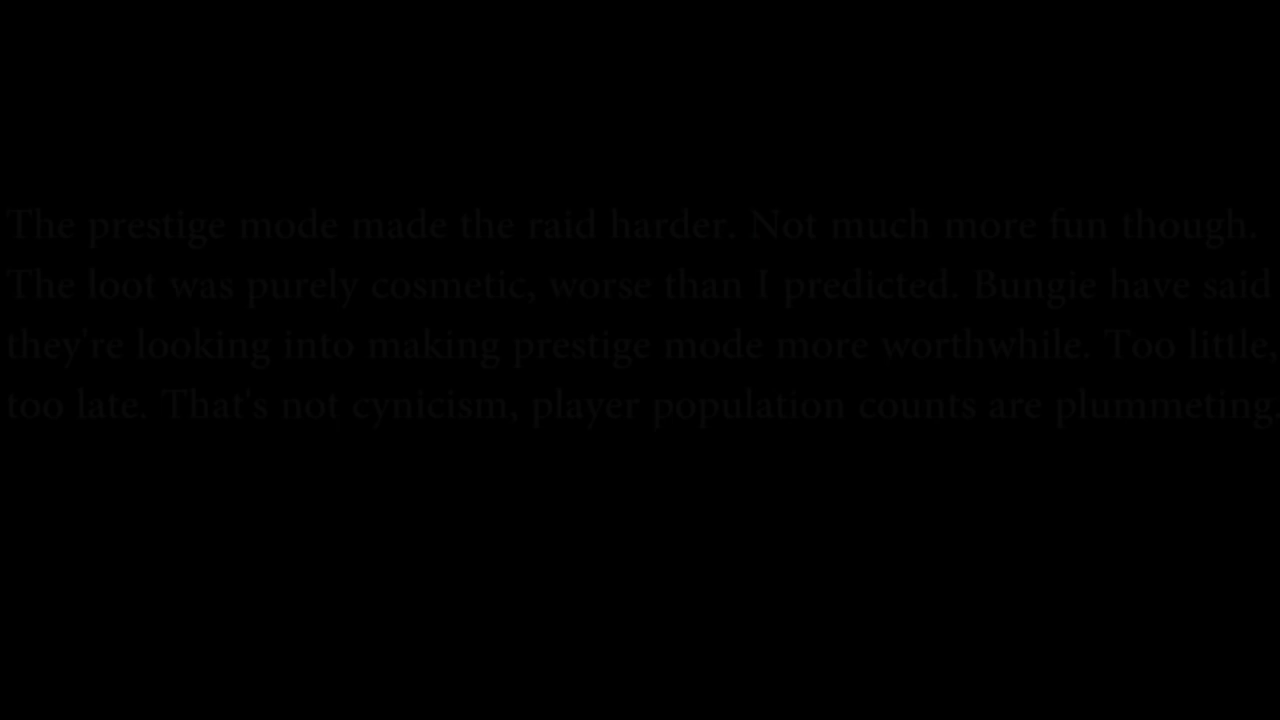 The prestige mode made the raid harder. Not much more fun though.
The loot was purely cosmetic, worse than I predicted. Bungie have said
they're looking into making prestige mode more worthwhile. Too little,
too late. That's not cynicism, player population counts are plummeting.